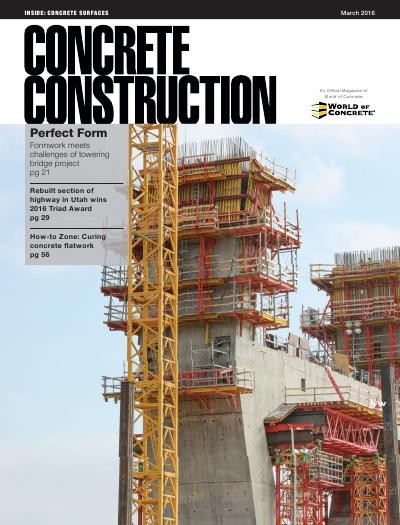 INSIDE: CONCRETE SURFACES
March 2016
CONCRETE
CONSTRUCTION
An Official Magazine of
World of Concrete
WORLD OF
CONCRETE®
Perfect Form
Formwork meets
challenges of towering
bridge project
pg 21
Rebuilt section of
highway in Utah wins
2016 Triad Award
pg 29
How-to Zone: Curing
concrete flatwork
pg 56